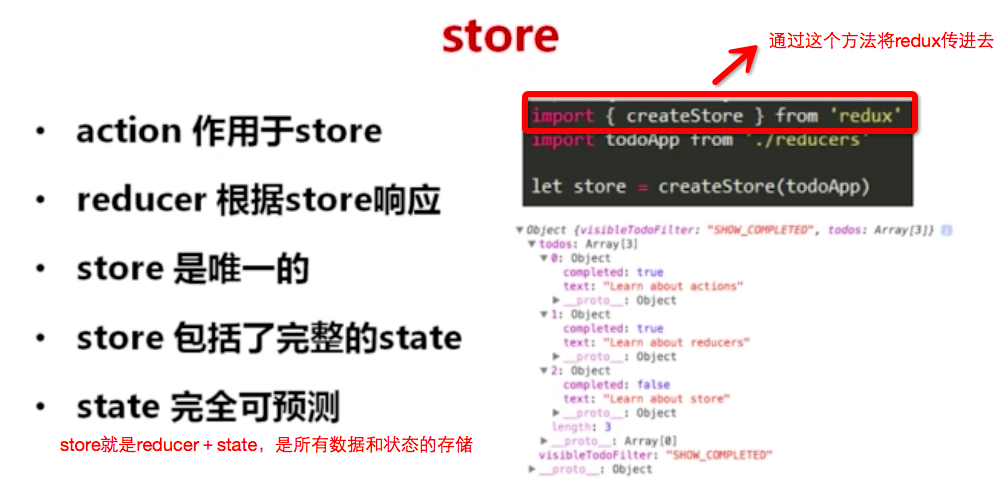 store
通过这个方法将redux传进去
• action 作用于store
• reducer 根据store响应
• store 是唯一的
• store 包括了完整的state
• state 完全可预测
store就是reducer＋state，是所有数据和状态的存储
import { createStore } from 'redux'
import todoApp from './reducers'
let store = createStore(todoApp)
▼Object {visibleTodoFilter: "SHOW_COMPLETED", todos: Array[3]} i
▼todos: Array[3]
▼0: Object
completed: true
text: "Learn about actions"
▶__proto__: Object
▼1: Object
completed: true
text: "Learn about reducers"
▶__proto__: Object
▼2: Object
completed: false
text: "Learn about store"
▶__proto__: Object
length: 3
▶__proto__: Array[0]
visibleTodoFilter: "SHOW_COMPLETED"
▶__proto__: Object